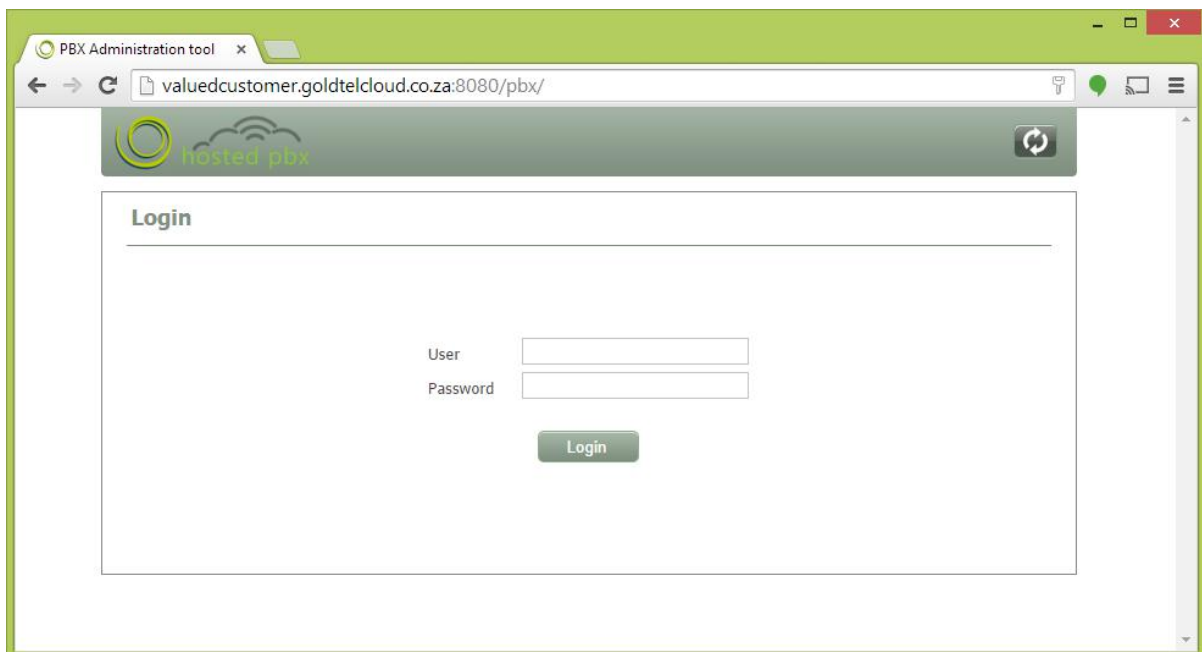 PBX Administration tool
valuedcustomer.goldtelcloud.co.za:8080/pbx/
hosted pbx
Login
User
Password
Login